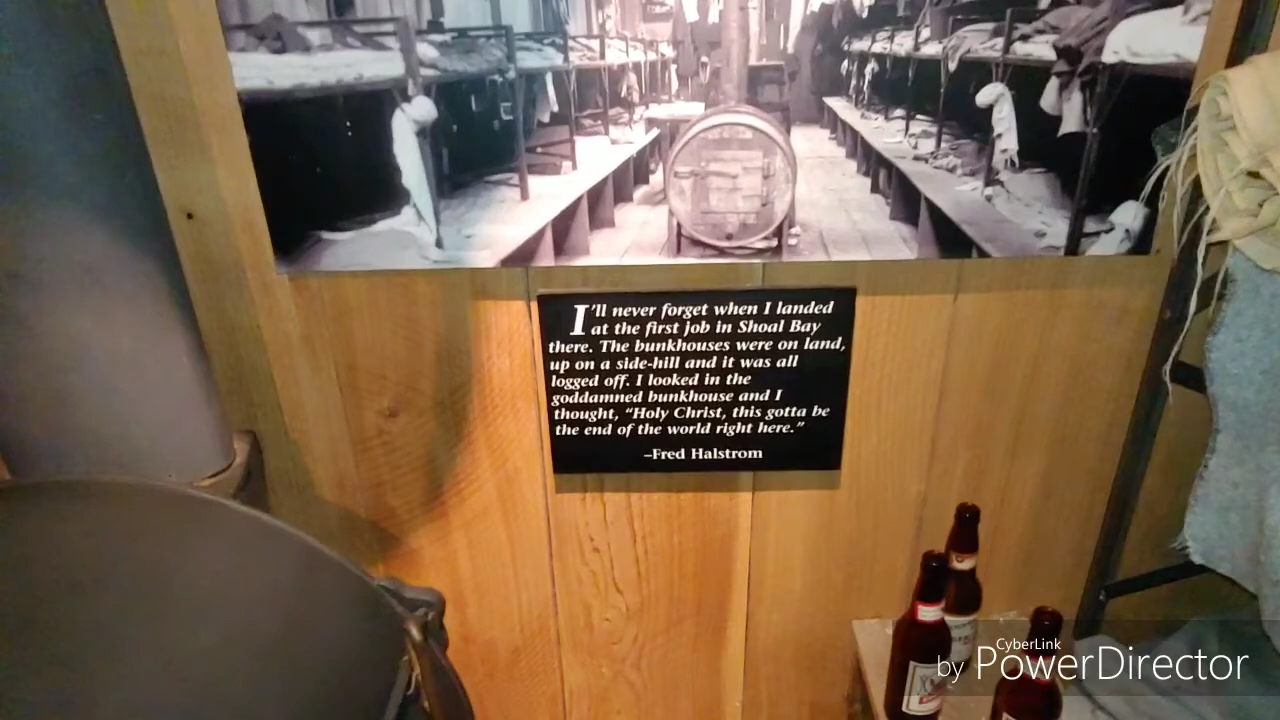 I'll never forget when I landed
at the first job in Shoal Bay
there. The bunkhouses were on land,
up on a side-hill and it was all
logged off. I looked in the
goddamned bunkhouse and I
thought, “Holy Christ, this gotta be
the end of the world right here.”
–Fred Halstrom
CyberLink
by PowerDirector